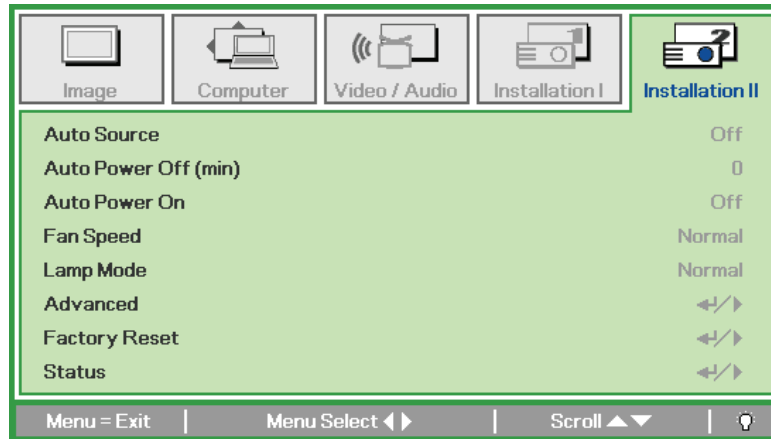 Image Computer Video / Audio Installation I Installation II
Auto Source Off
Auto Power Off (min) 0
Auto Power On Off
Fan Speed Normal
Lamp Mode Normal
Advanced
Factory Reset
Status
Menu = Exit Menu Select Scroll